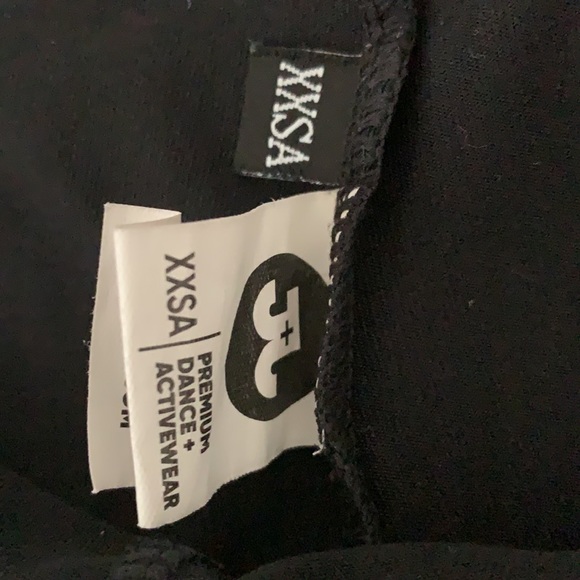 XXSA
J+J
XXSA
PREMIUM
DANCE +
ACTIVEWEAR